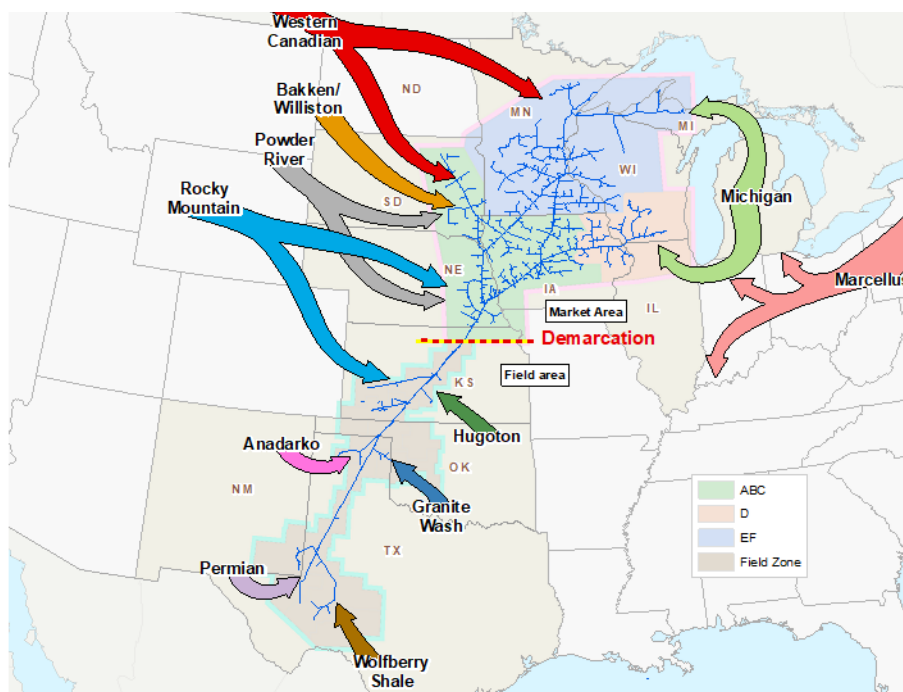 Western
Canadian
ND
Bakken/
Williston
MN
MI
Powder
River
WI
Rocky
Mountain
SD
Michigan
NE
IA
IL
Marcellus
Market Area
Demarcation
Field area
KS
Hugoton
Anadarko
OK
NM
Granite
Wash
ABC
D
EF
Field Zone
TX
Permian
Wolfberry
Shale